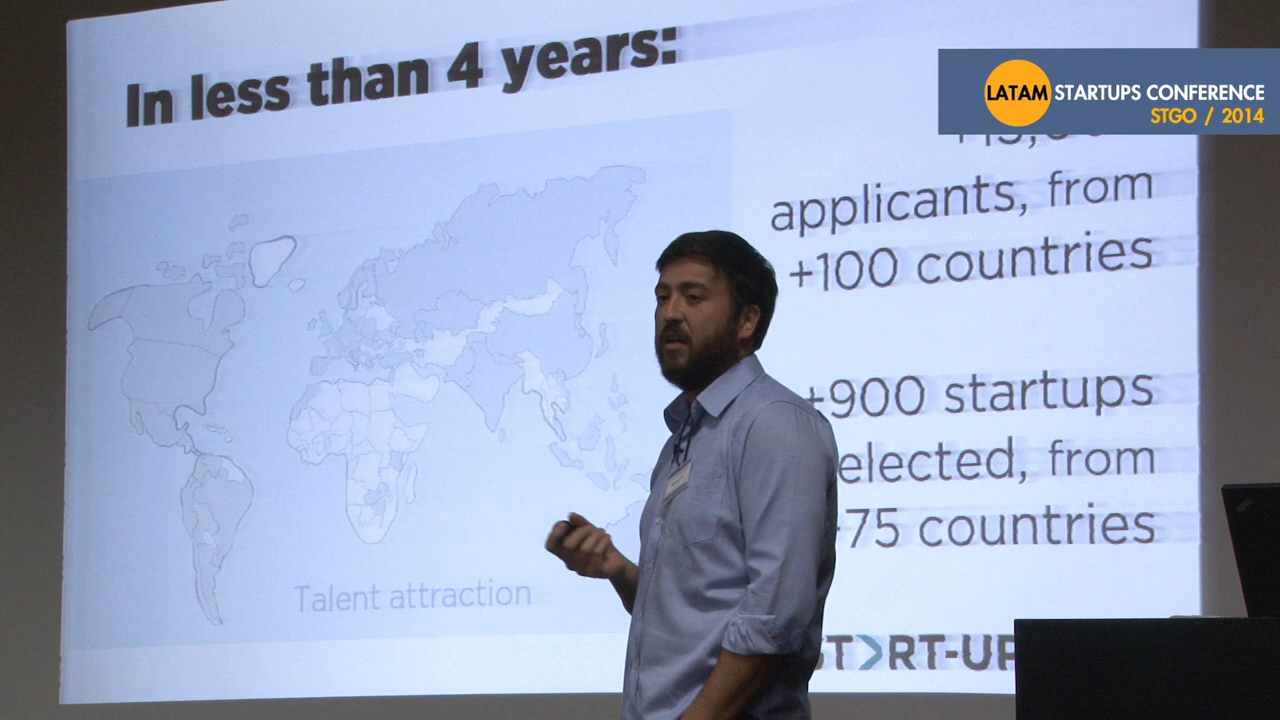 In less than 4 years:
LATAM STARTUPS CONFERENCE
STGO / 2014
applicants, from
+100 countries
+900 startups
elected, from
75 countries
Talent attraction
START-UP